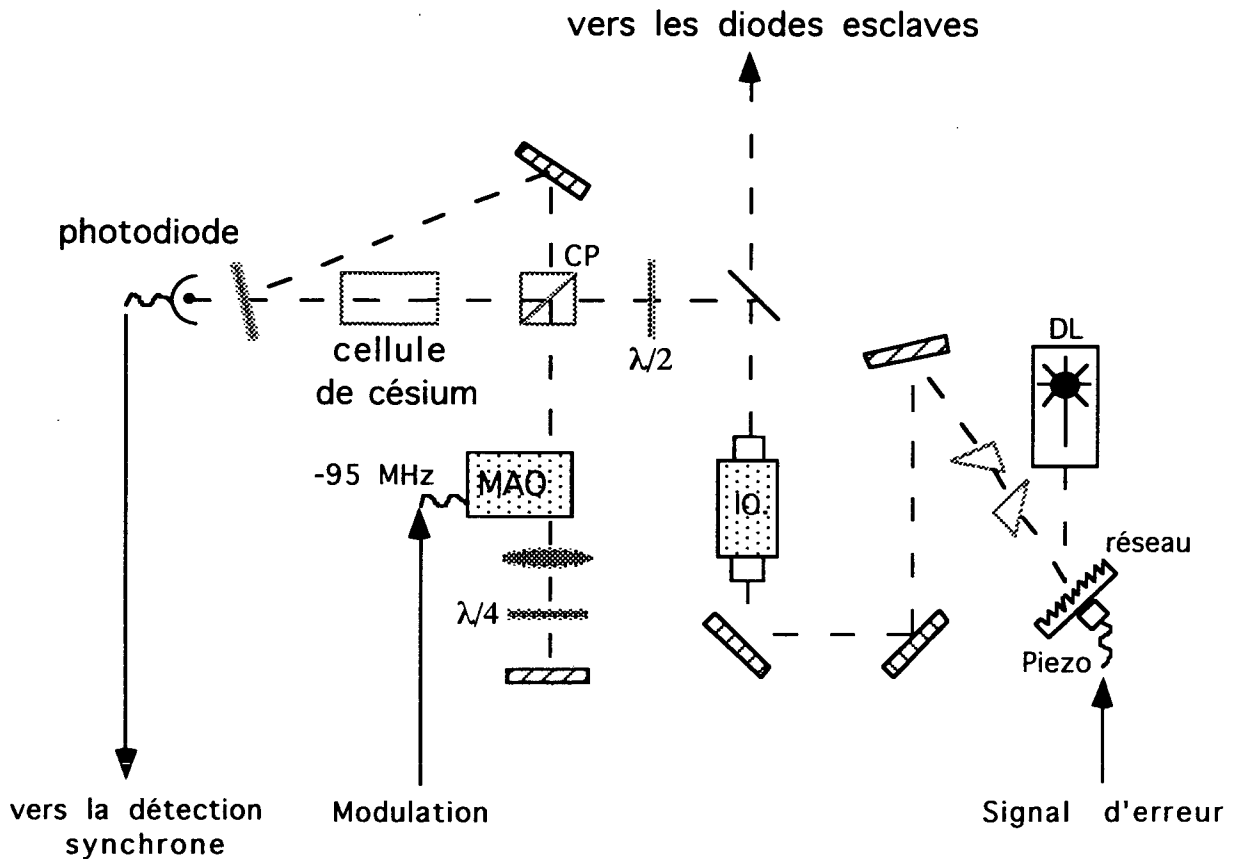 vers les diodes esclaves
photodiode
CP
DL
cellule
de césium
λ/2
-95 MHz
MAO
IO.
réseau
λ/4
Piezo
vers la détection
synchrone
Modulation
Signal d'erreur